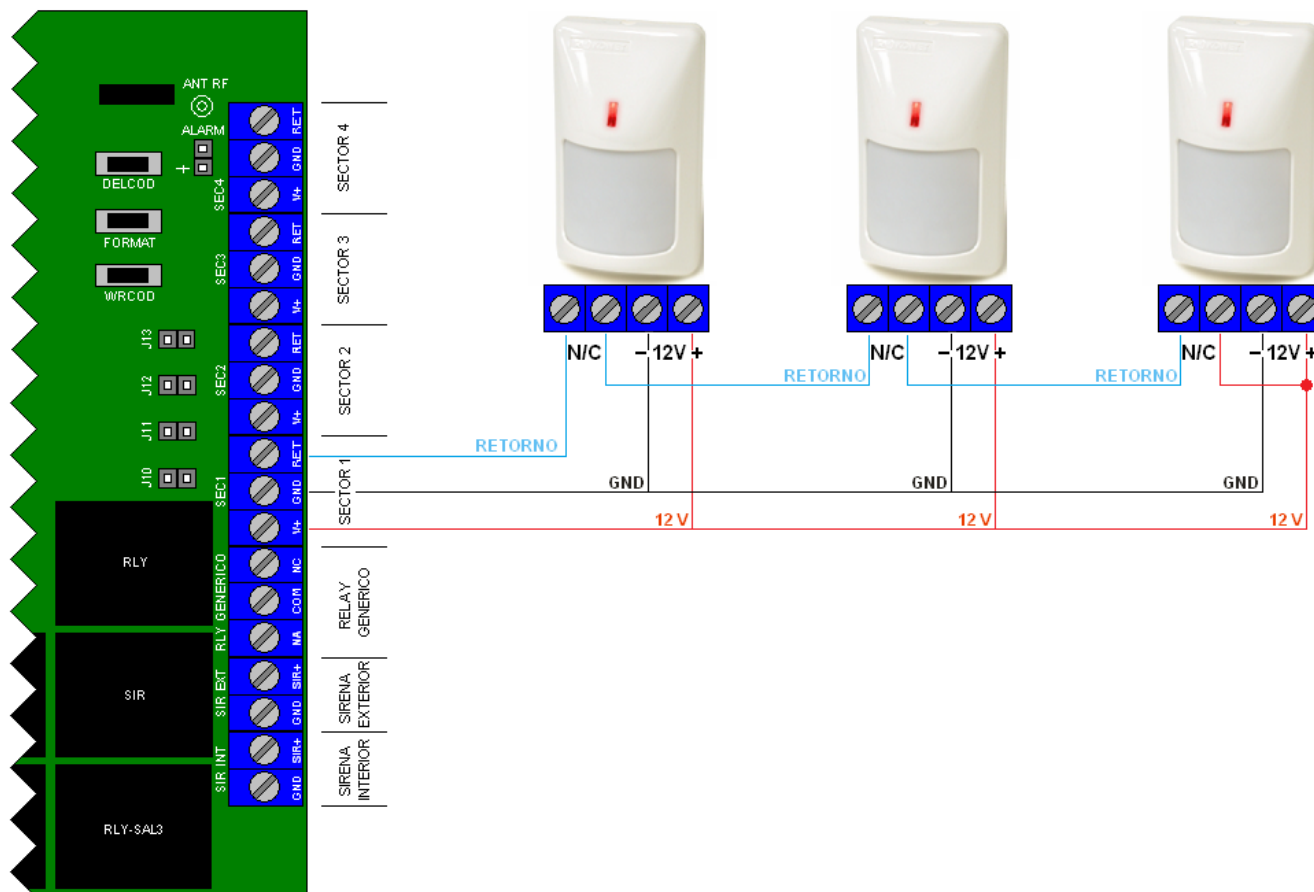 ANT RF
ALARM
+
DELCOD
FORMAT
WRCOD
J13
J12
J11
J10
RLY
SIR
RLY-SAL3
SEC4
SEC3
SEC2
SEC1
RLY GENERICO
SIR EXT
SIR INT
RET
GND
V+
RET
GND
V+
RET
GND
V+
RET
GND
V+
NC
COM
NA
SIR+
GND
SIR+
GND
SECTOR 4
SECTOR 3
SECTOR 2
SECTOR 1
RELAY
GENERICO
SIRENA
EXTERIOR
SIRENA
INTERIOR
N/C
– 12V +
N/C
– 12V +
N/C
– 12V +
RETORNO
RETORNO
RETORNO
GND
GND
GND
12 V
12 V
12 V